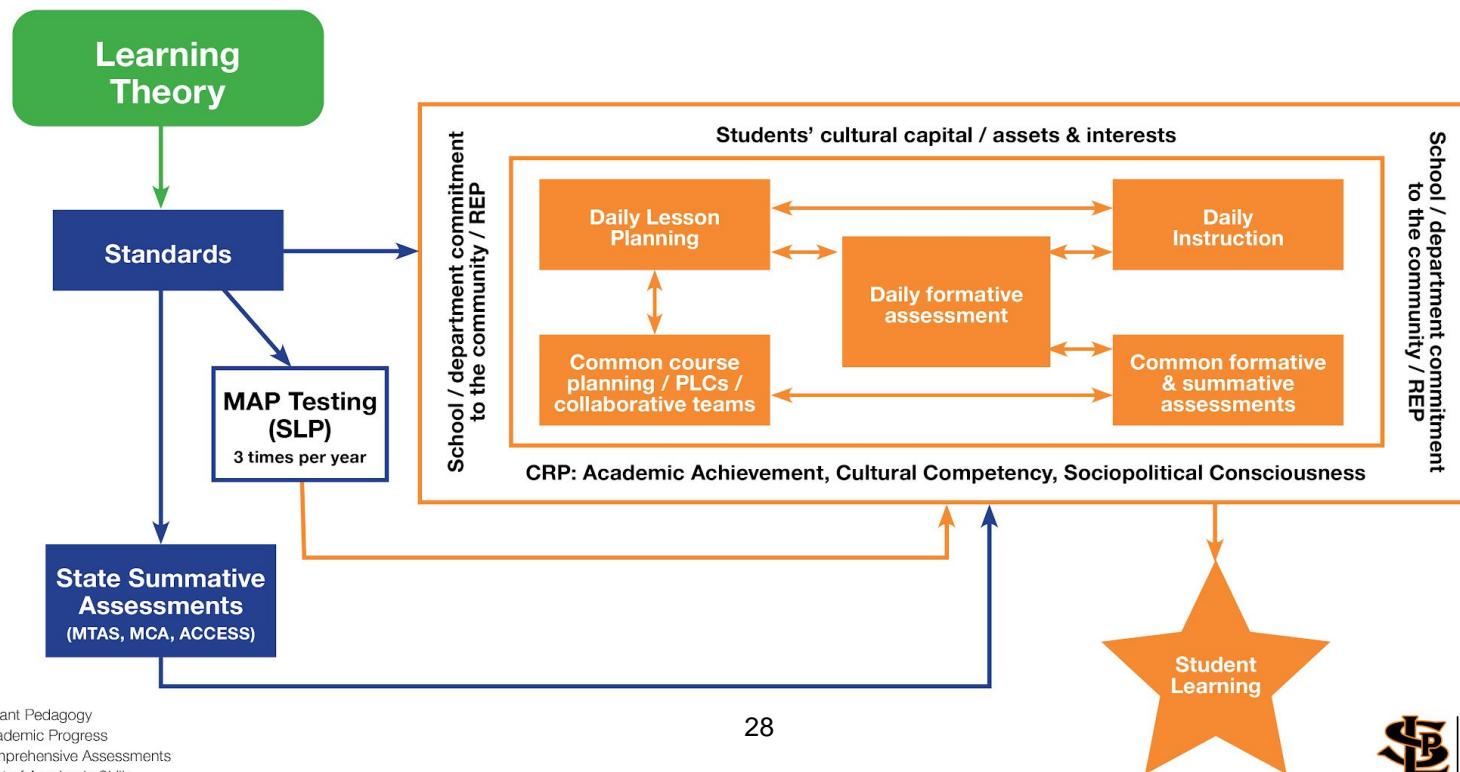 Learning
Theory
Standards
MAP Testing
(SLP)
3 times per year
State Summative
Assessments
(MTAS, MCA, ACCESS)
School / department commitment
to the community / REP
Students’ cultural capital / assets & interests
Daily Lesson
Planning
Daily
Instruction
Daily formative
assessment
Common course
planning / PLCs /
collaborative teams
Common formative
& summative
assessments
CRP: Academic Achievement, Cultural Competency, Sociopolitical Consciousness
School / department commitment
to the community / REP
Student
Learning
Pedagogy
Progress
Assessments
28
SLP